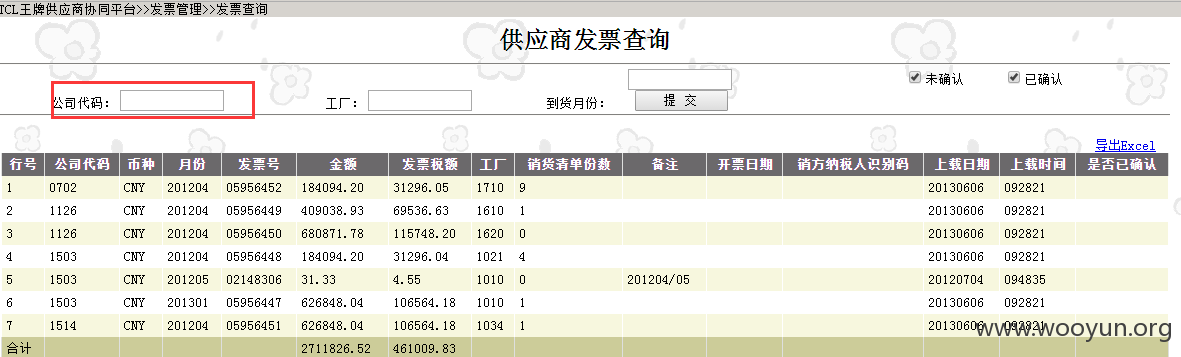 TCL王牌供应商协同平台>>发票管理>>发票查询
供应商发票查询
未确认 已确认
公司代码： 工厂： 到货月份： 提 交
导出Excel
行号 公司代码 币种 月份 发票号 金额 发票税额 工厂 销货清单份数 备注 开票日期 销方纳税人识别码 上载日期 上载时间 是否已确认
1 0702 CNY 201204 05956452 184094.20 31296.05 1710 9 20130606 092821
2 1126 CNY 201204 05956449 409038.93 69536.63 1610 1 20130606 092821
3 1126 CNY 201204 05956450 680871.78 115748.20 1620 0 20130606 092821
4 1503 CNY 201204 05956448 184094.20 31296.04 1021 4 20130606 092821
5 1503 CNY 201205 02148306 31.33 4.55 1010 0 201204/05 20120704 094835
6 1503 CNY 201301 05956447 626848.04 106564.18 1010 1 20130606 092821
7 1514 CNY 201204 05956451 626848.04 106564.18 1034 1 20130606 092821
合计 2711826.52 461009.83
www.wooyun.org